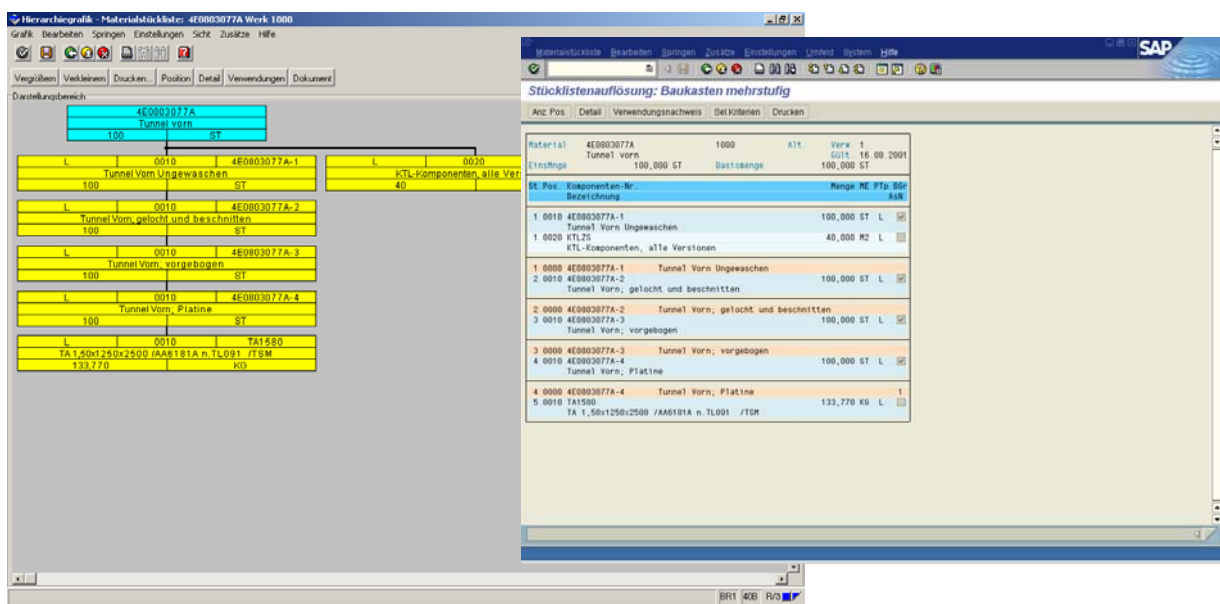 Hierarchiegrafik - Materialstückliste: 4E0803077A Werk 1000
Grafik Bearbeiten Springen Einstellungen Sicht Zusätze Hilfe
Vergrößern Verkleinern Drucken... Position Detail Verwendungen Dokument
Darstellungsbereich
4E0803077A
Tunnel vorn
100 ST
L 0010 4E0803077A-1
Tunnel Vorn Ungewaschen
100 ST
L 0020
KTL-Komponenten, alle Vers
40
L 0010 4E0803077A-2
Tunnel Vorn; gelocht und beschnitten
100 ST
L 0010 4E0803077A-3
Tunnel Vorn; vorgebogen
100 ST
L 0010 4E0803077A-4
Tunnel Vorn; Platine
100 ST
L 0010 TA1580
TA 1,50x1250x2500 /AA6181A n.TL091 /TSM
133,770 KG
BR1 40B R/3
Materialstückliste Bearbeiten Springen Zusätze Einstellungen Umfeld System Hilfe
SAP
Stücklistenauflösung: Baukasten mehrstufig
Anz. Pos. Detail Verwendungsnachweis Sel.Kriterien Drucken
Material 4E0803077A 1000 Alt. Verw 1
Tunnel vorn Gült 16.08.2001
EinsMnge 100,000 ST Basismenge 100,000 ST
St Pos. Komponenten-Nr. Menge ME PTp BGr
Bezeichnung AsN
1 0010 4E0803077A-1 100,000 ST L
Tunnel Vorn Ungewaschen
1 0020 KTLZS 40,000 M2 L
KTL-Komponenten, alle Versionen
1 0000 4E0803077A-1 Tunnel Vorn Ungewaschen
2 0010 4E0803077A-2 100,000 ST L
Tunnel Vorn; gelocht und beschnitten
2 0000 4E0803077A-2 Tunnel Vorn; gelocht und beschnitten
3 0010 4E0803077A-3 100,000 ST L
Tunnel Vorn; vorgebogen
3 0000 4E0803077A-3 Tunnel Vorn; vorgebogen
4 0010 4E0803077A-4 100,000 ST L
Tunnel Vorn; Platine
4 0000 4E0803077A-4 Tunnel Vorn; Platine 1
5 0010 TA1580 133,770 KG L
TA 1,50x1250x2500 /AA6181A n.TL091 /TSM